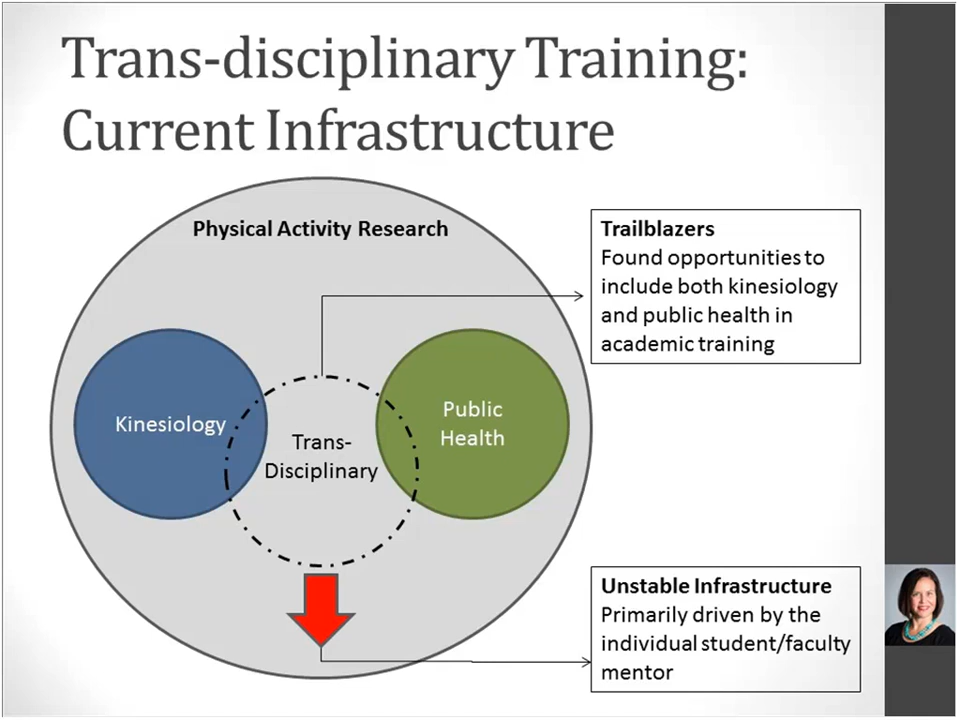 Trans-disciplinary Training:
Current Infrastructure
Physical Activity Research
Trailblazers
Found opportunities to
include both kinesiology
and public health in
academic training
Kinesiology
Trans-
Disciplinary
Public
Health
Unstable Infrastructure
Primarily driven by the
individual student/faculty
mentor